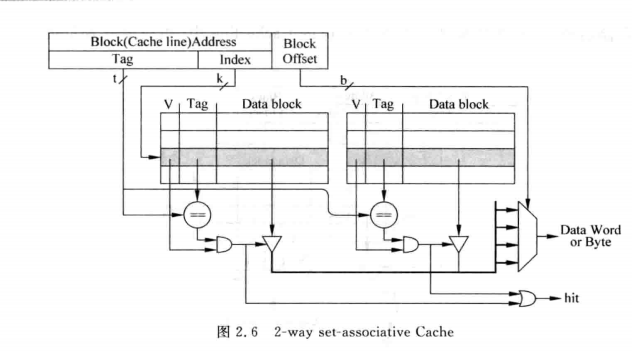 Block(Cache line)Address
Block
Offset
Tag
Index
t
k
b
V
Tag
Data block
V
Tag
Data block
==
==
Data Word
or Byte
hit
图 2.6 2-way set-associative Cache